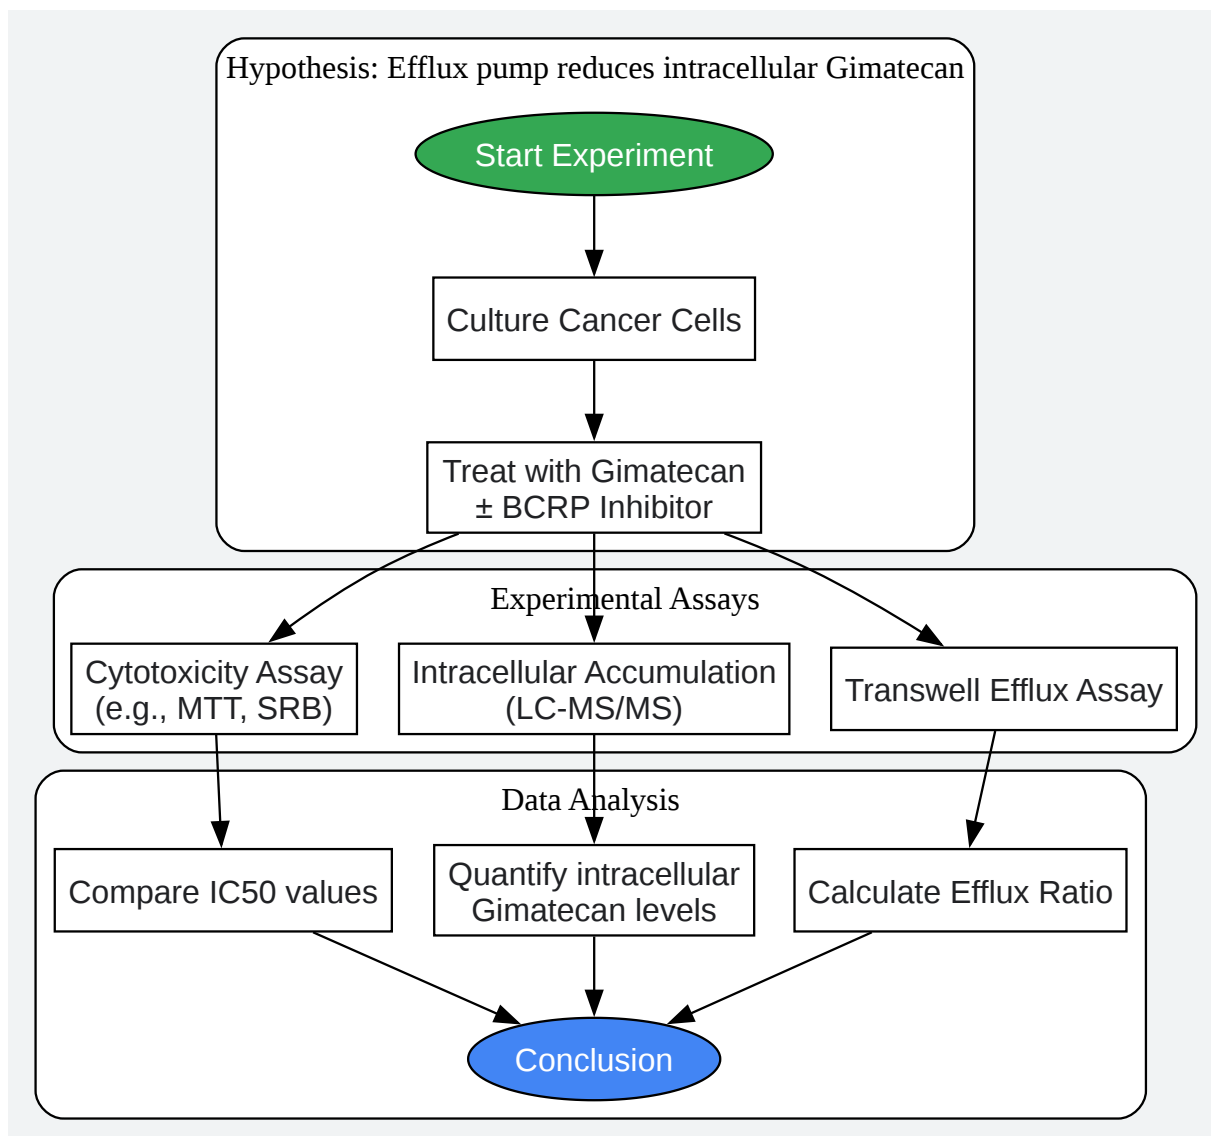 Hypothesis: Efflux pump reduces intracellular Gimatecan
Start Experiment
Culture Cancer Cells
Treat with Gimatecan
± BCRP Inhibitor
Experimental Assays
Cytotoxicity Assay
(e.g., MTT, SRB)
Intracellular Accumulation
(LC-MS/MS)
Transwell Efflux Assay
Data Analysis
Compare IC50 values
Quantify intracellular
Gimatecan levels
Calculate Efflux Ratio
Conclusion